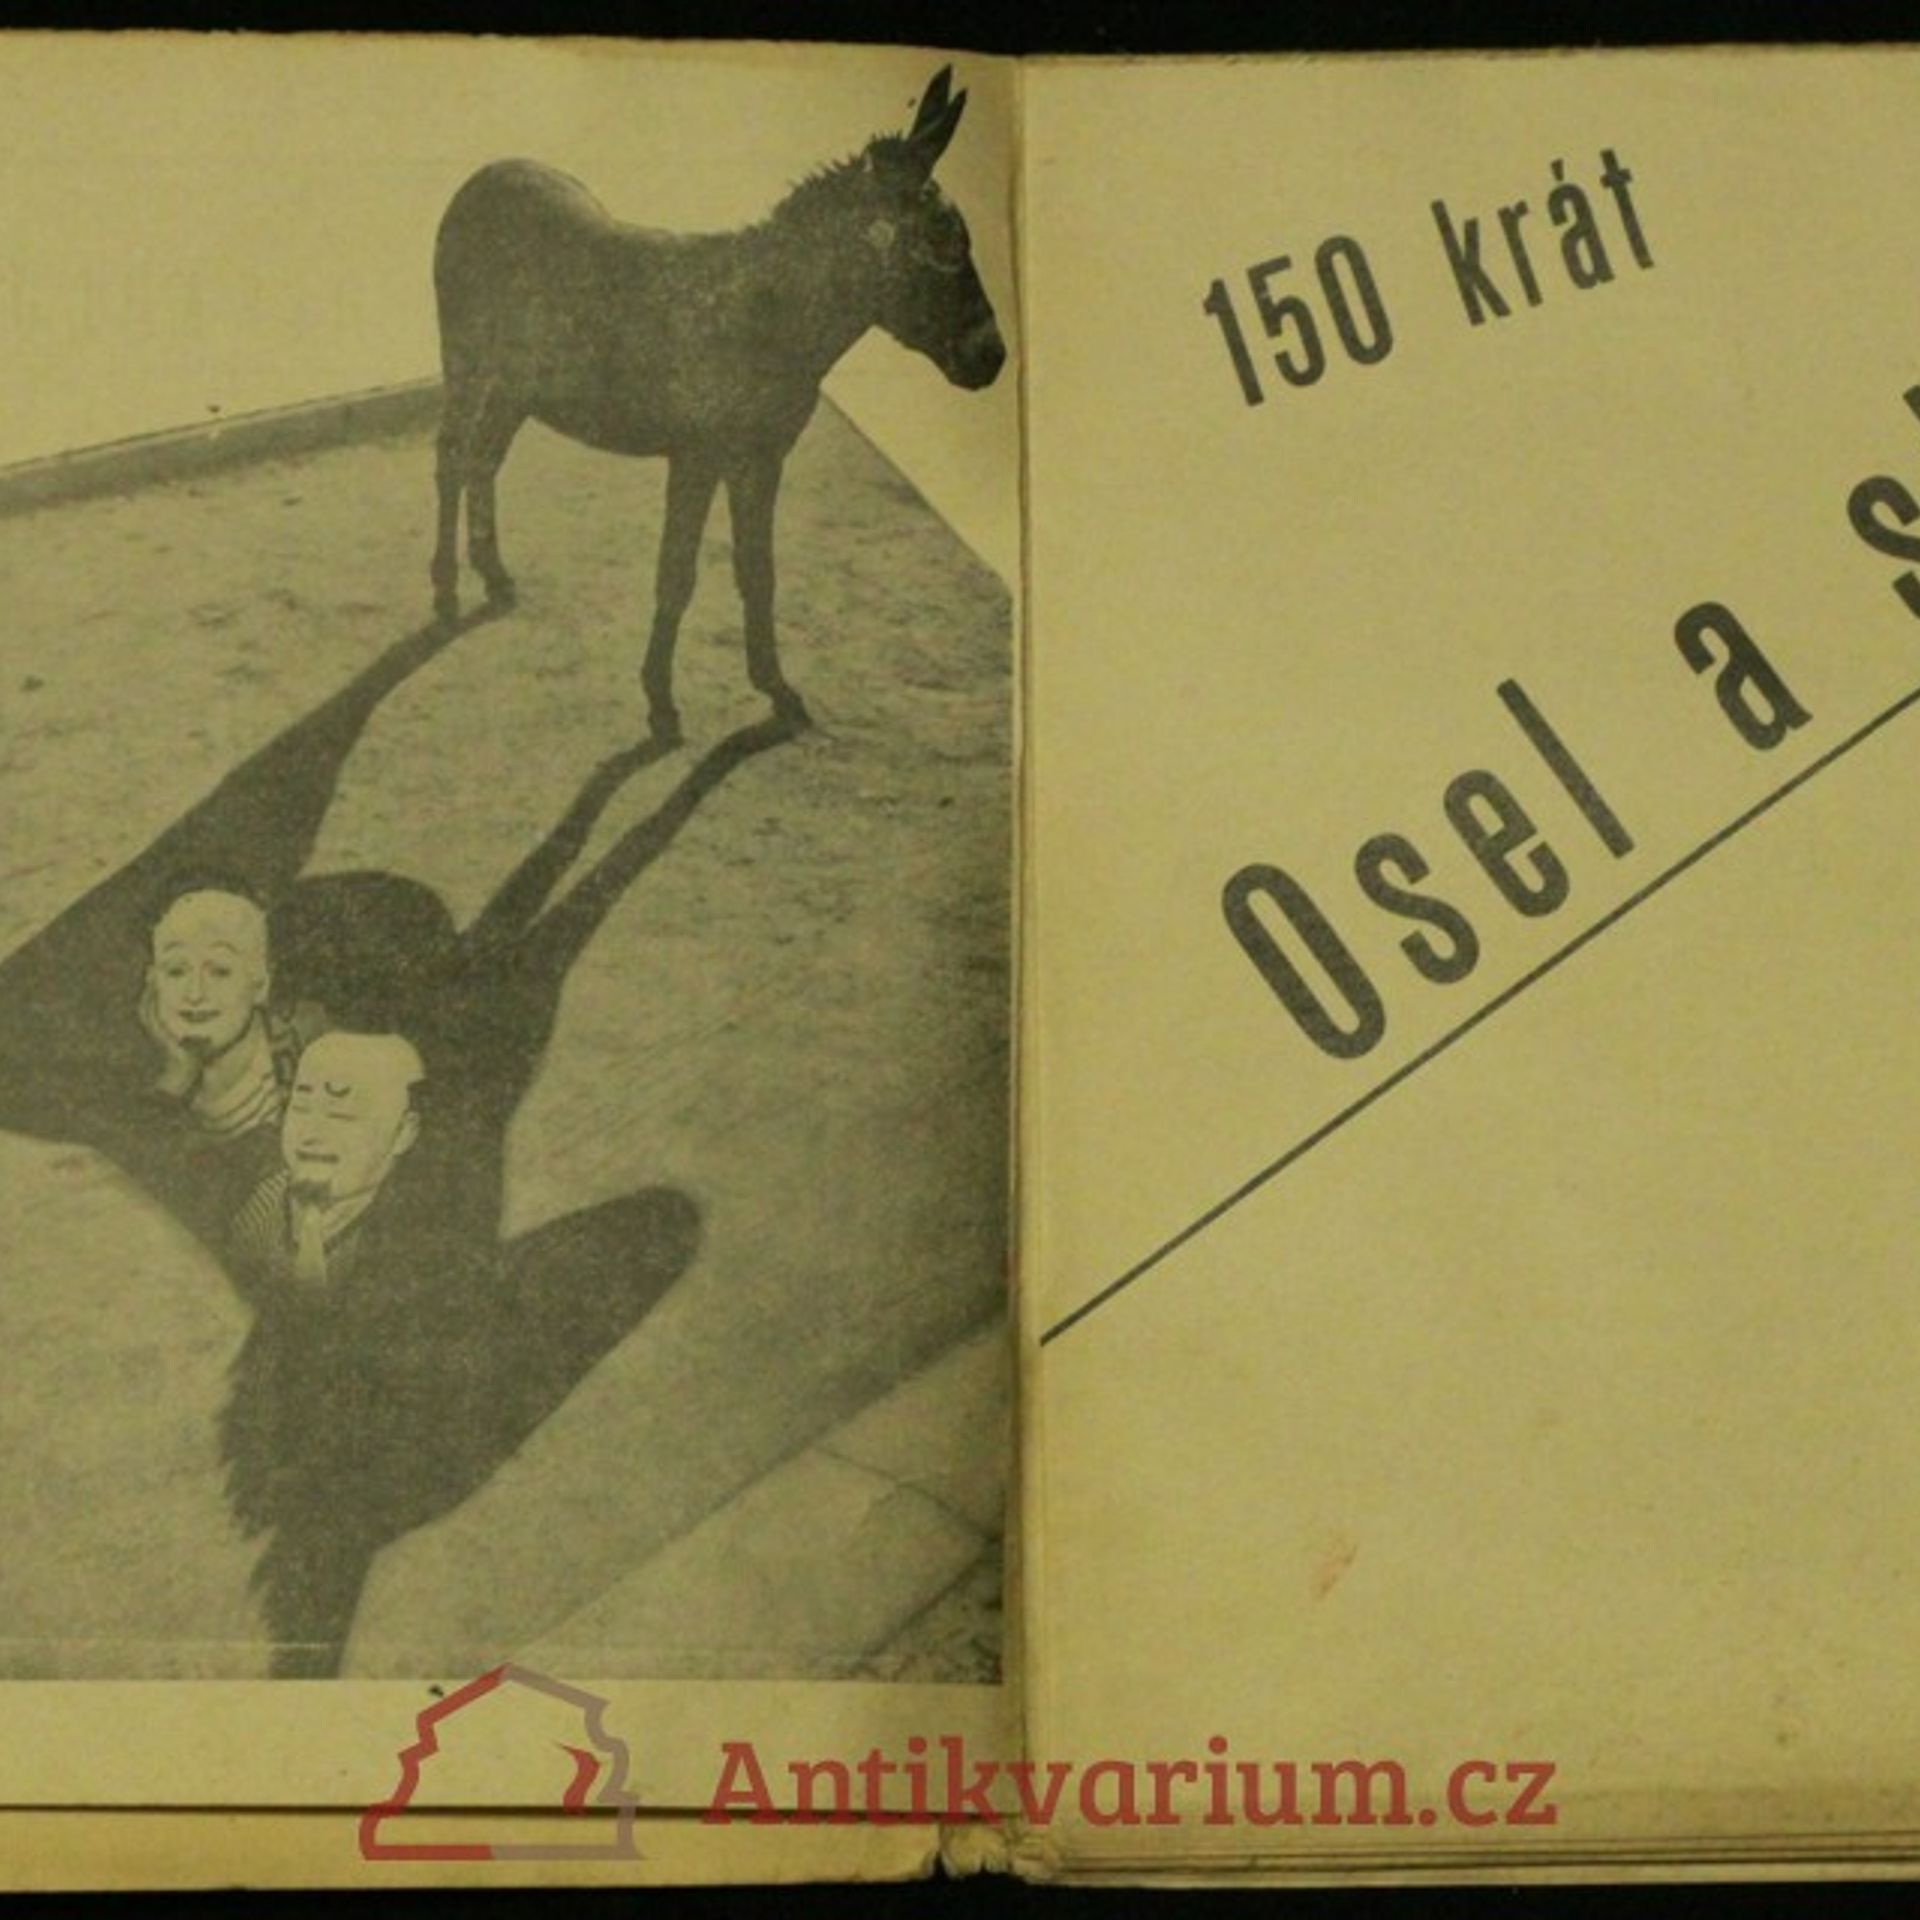 150 krát
Osel a
Antikvarium.cz